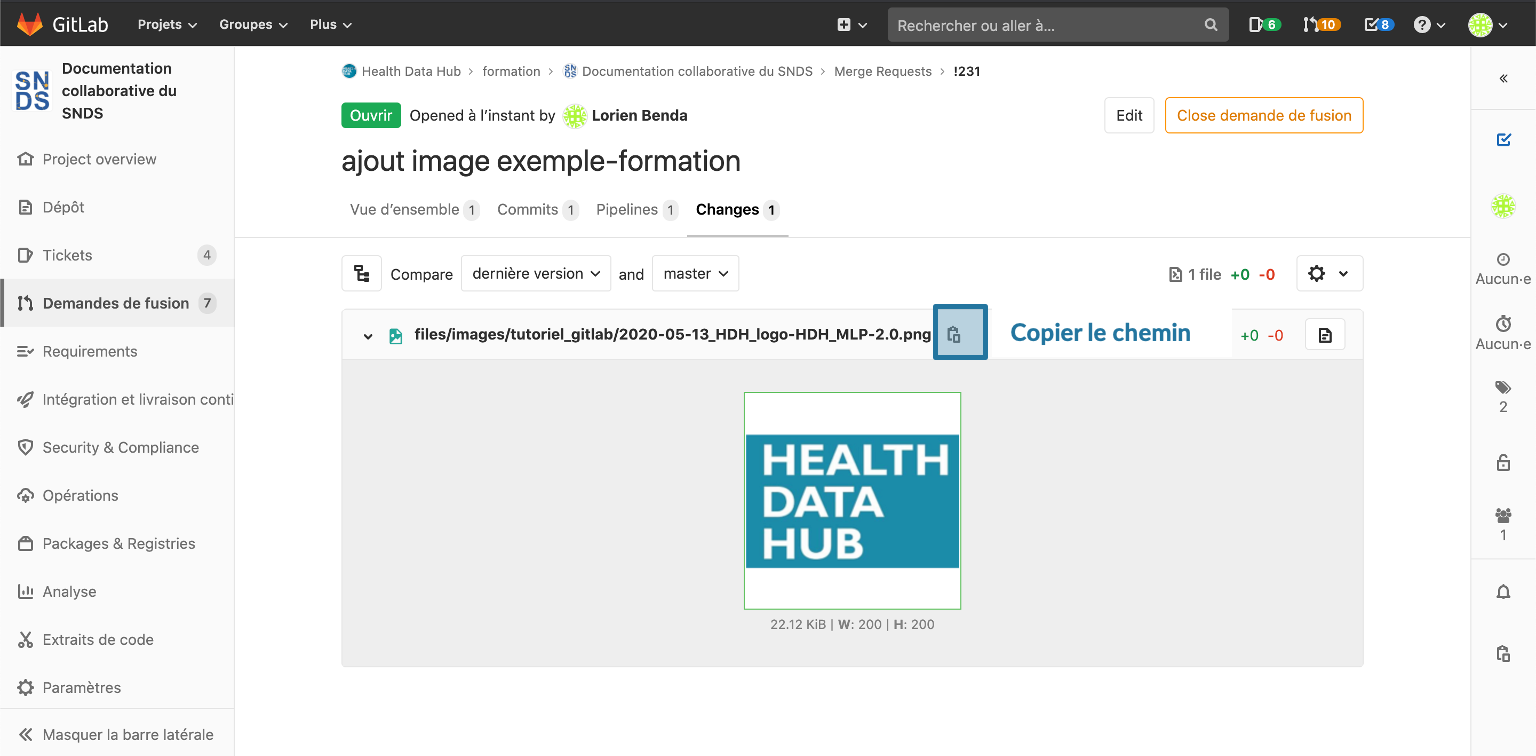 GitLab Projets Groupes Plus Rechercher ou aller à... 6 10 8
SNDS
Documentation
collaborative du
SNDS
Project overview
Dépôt
Tickets 4
Demandes de fusion 7
Requirements
Intégration et livraison conti
Security & Compliance
Opérations
Packages & Registries
Analyse
Extraits de code
Paramètres
Masquer la barre latérale
Health Data Hub > formation > Documentation collaborative du SNDS > Merge Requests > !231
Ouvrir Opened à l’instant by Lorien Benda Edit Close demande de fusion
ajout image exemple-formation
Vue d’ensemble 1 Commits 1 Pipelines 1 Changes 1
Compare dernière version and master 1 file +0 -0
files/images/tutoriel_gitlab/2020-05-13_HDH_logo-HDH_MLP-2.0.png Copier le chemin +0 -0
HEALTH
DATA
HUB
22.12 KiB | W: 200 | H: 200
Aucun·e
Aucun·e
2
1